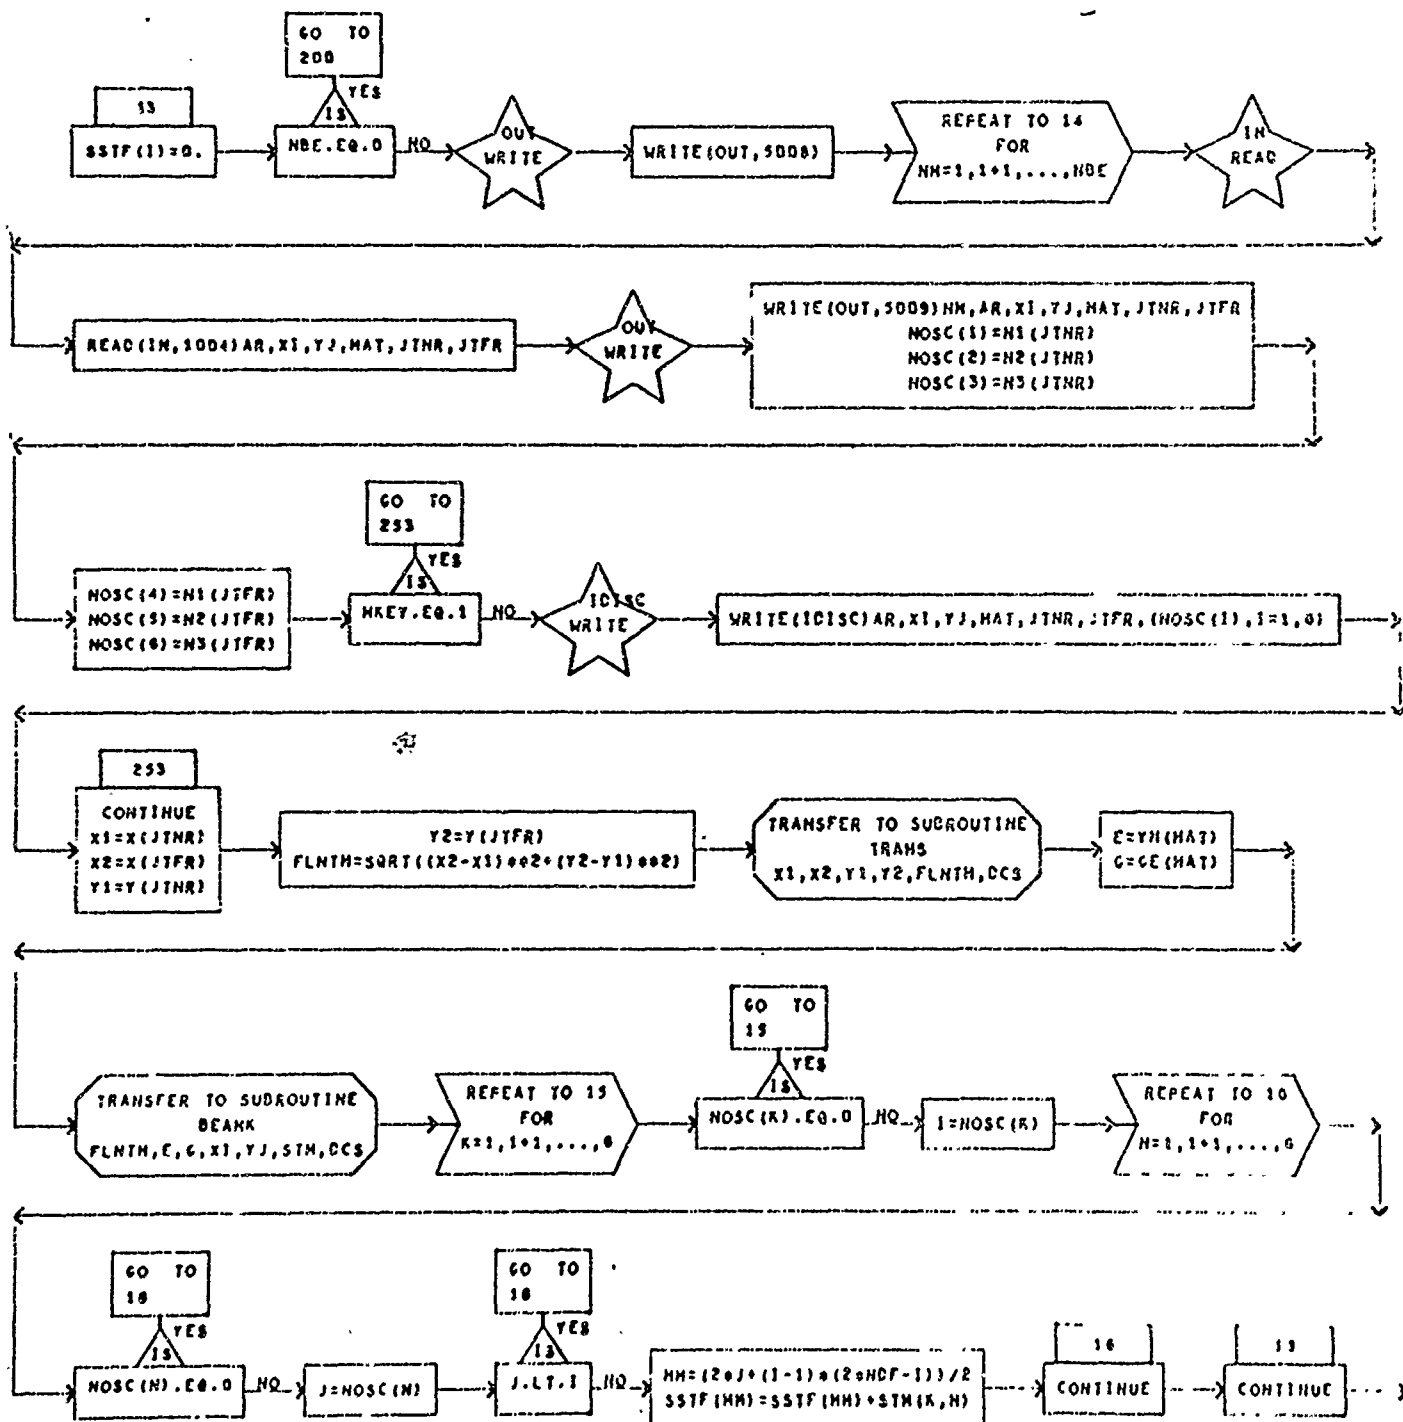 GO TO
200
YES
IS
13
SSTF(I)=0.
NBE.EQ.0
NO
OUT
WRITE
WRITE(OUT,5008)
REPEAT TO 14
FOR
NM=1,1+1,...,NBE
IN
READ
READ(IN,1004)AR,XI,YJ,MAT,JTNR,JTFR
OUT
WRITE
WRITE(OUT,5009)NM,AR,XI,YJ,MAT,JTNR,JTFR
NOSC(1)=N1(JTNR)
NOSC(2)=N2(JTNR)
NOSC(3)=N3(JTNR)
GO TO
253
YES
IS
NOSC(4)=N1(JTFR)
NOSC(5)=N2(JTFR)
NOSC(6)=N3(JTFR)
MKEY.EQ.1
NO
IDISC
WRITE
WRITE(IDISC)AR,XI,YJ,MAT,JTNR,JTFR,(NOSC(I),I=1,6)
253
CONTINUE
X1=X(JTNR)
X2=X(JTFR)
Y1=Y(JTNR)
Y2=Y(JTFR)
FLNTH=SQRT((X2-X1)**2+(Y2-Y1)**2)
TRANSFER TO SUBROUTINE
TRANS
X1,X2,Y1,Y2,FLNTH,DCS
E=YM(MAT)
G=GE(MAT)
GO TO
15
YES
IS
TRANSFER TO SUBROUTINE
BEAMK
FLNTH,E,G,XI,YJ,STM,DCS
REPEAT TO 15
FOR
K=1,1+1,...,6
NOSC(K).EQ.0
NO
I=NOSC(K)
REPEAT TO 16
FOR
M=1,1+1,...,6
GO TO
16
YES
IS
GO TO
16
YES
IS
NOSC(M).EQ.0
NO
J=NOSC(M)
J.LT.I
NO
MM=(2*J+(I-1)*(2*NDF-I))/2
SSTF(MM)=SSTF(MM)+STM(K,M)
16
CONTINUE
15
CONTINUE